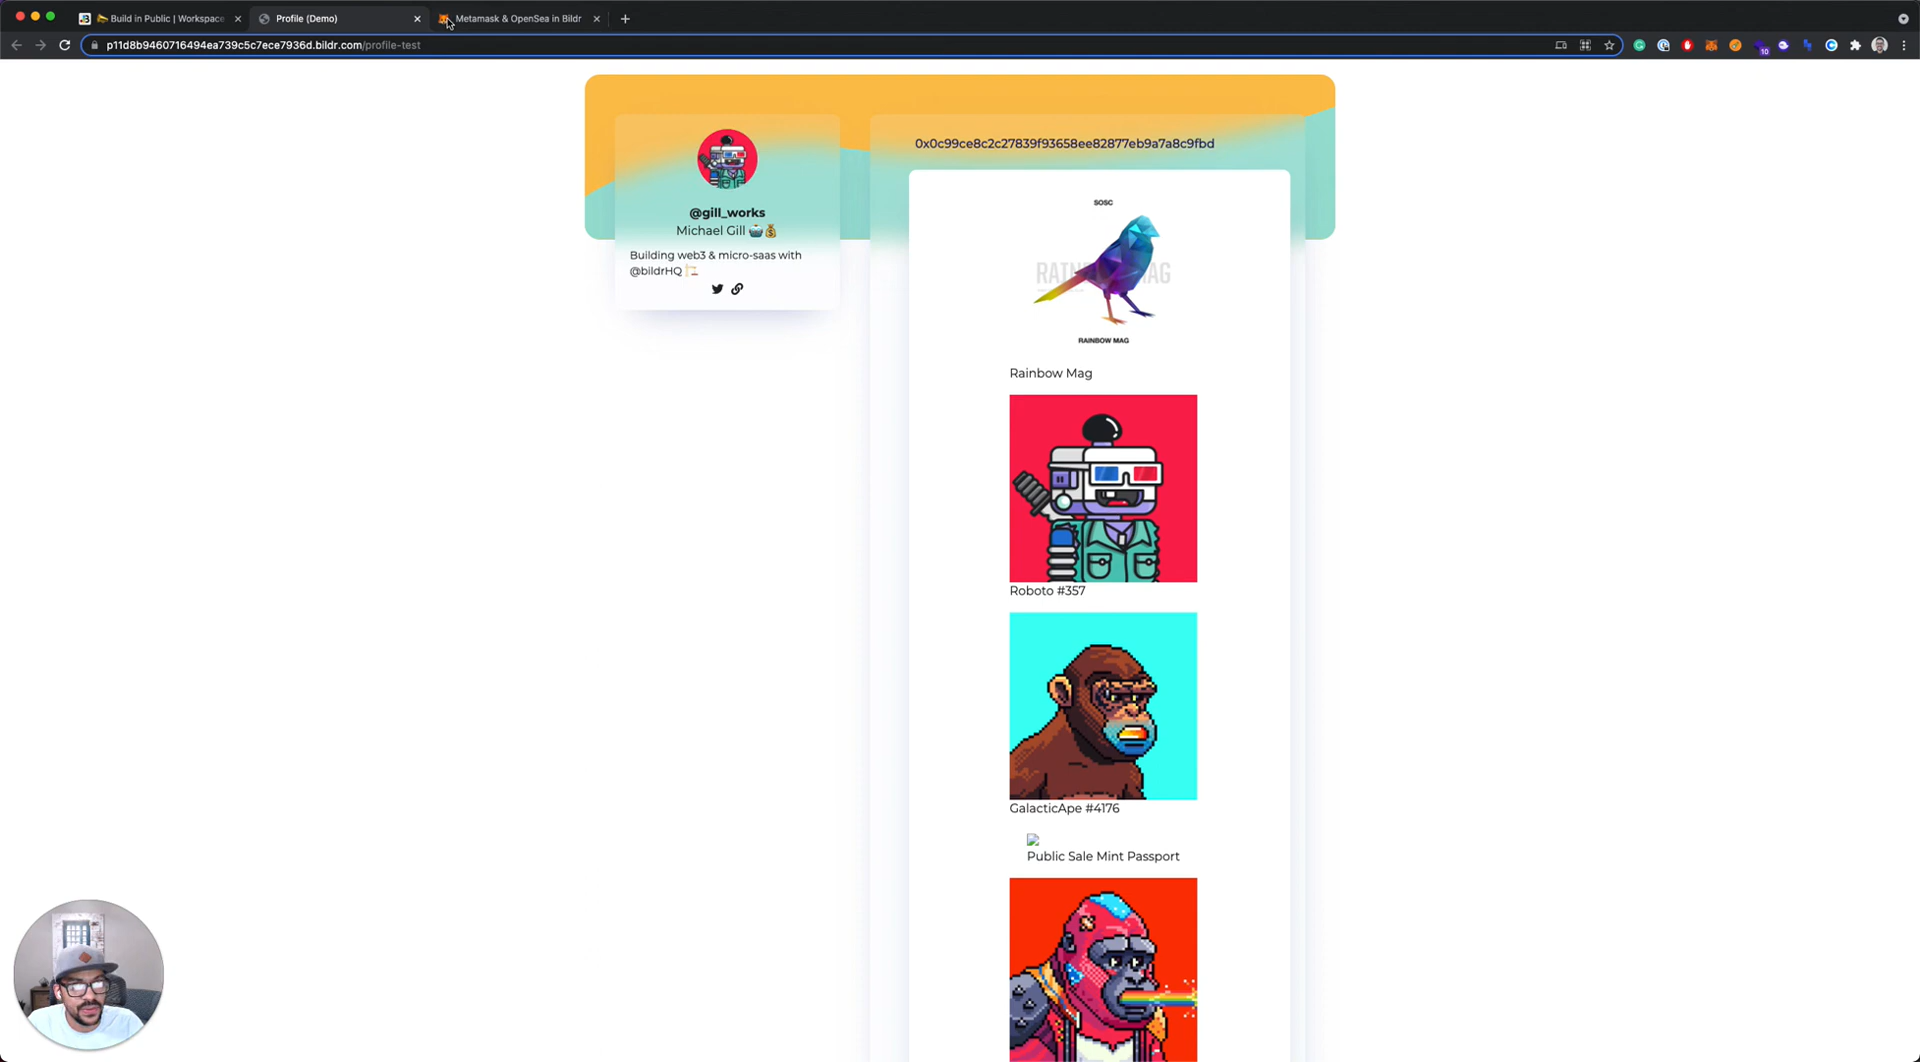 Build in Public | Workspace
Profile (Demo)
Metamask & OpenSea in Bildr
p11d8b9460716494ea739c5c7ece7936d.bildr.com/profile-test
10
@gill_works
Michael Gill
Building web3 & micro-saas with
@bildrHQ
0x0c99ce8c2c27839f93658ee82877eb9a7a8c9fbd
SOSC
RAINBOW MAG
Rainbow Mag
Roboto #357
GalacticApe #4176
Public Sale Mint Passport